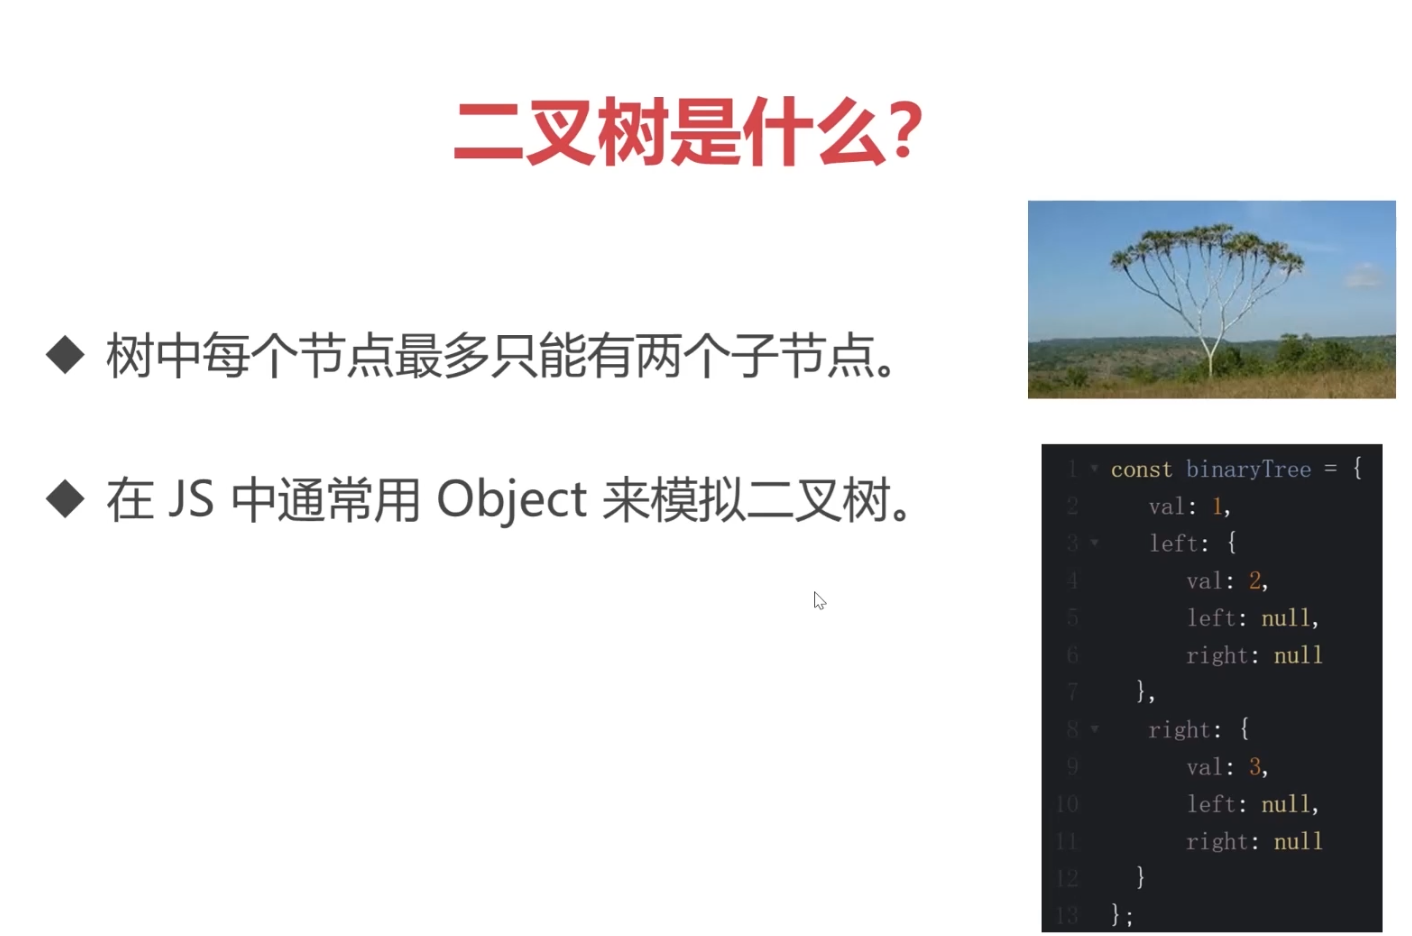 二叉树是什么?
◆ 树中每个节点最多只能有两个子节点。
◆ 在 JS 中通常用 Object 来模拟二叉树。
1 const binaryTree = {
2 val: 1,
3 left: {
4 val: 2,
5 left: null,
6 right: null
7 },
8 right: {
9 val: 3,
10 left: null,
11 right: null
12 }
13 };